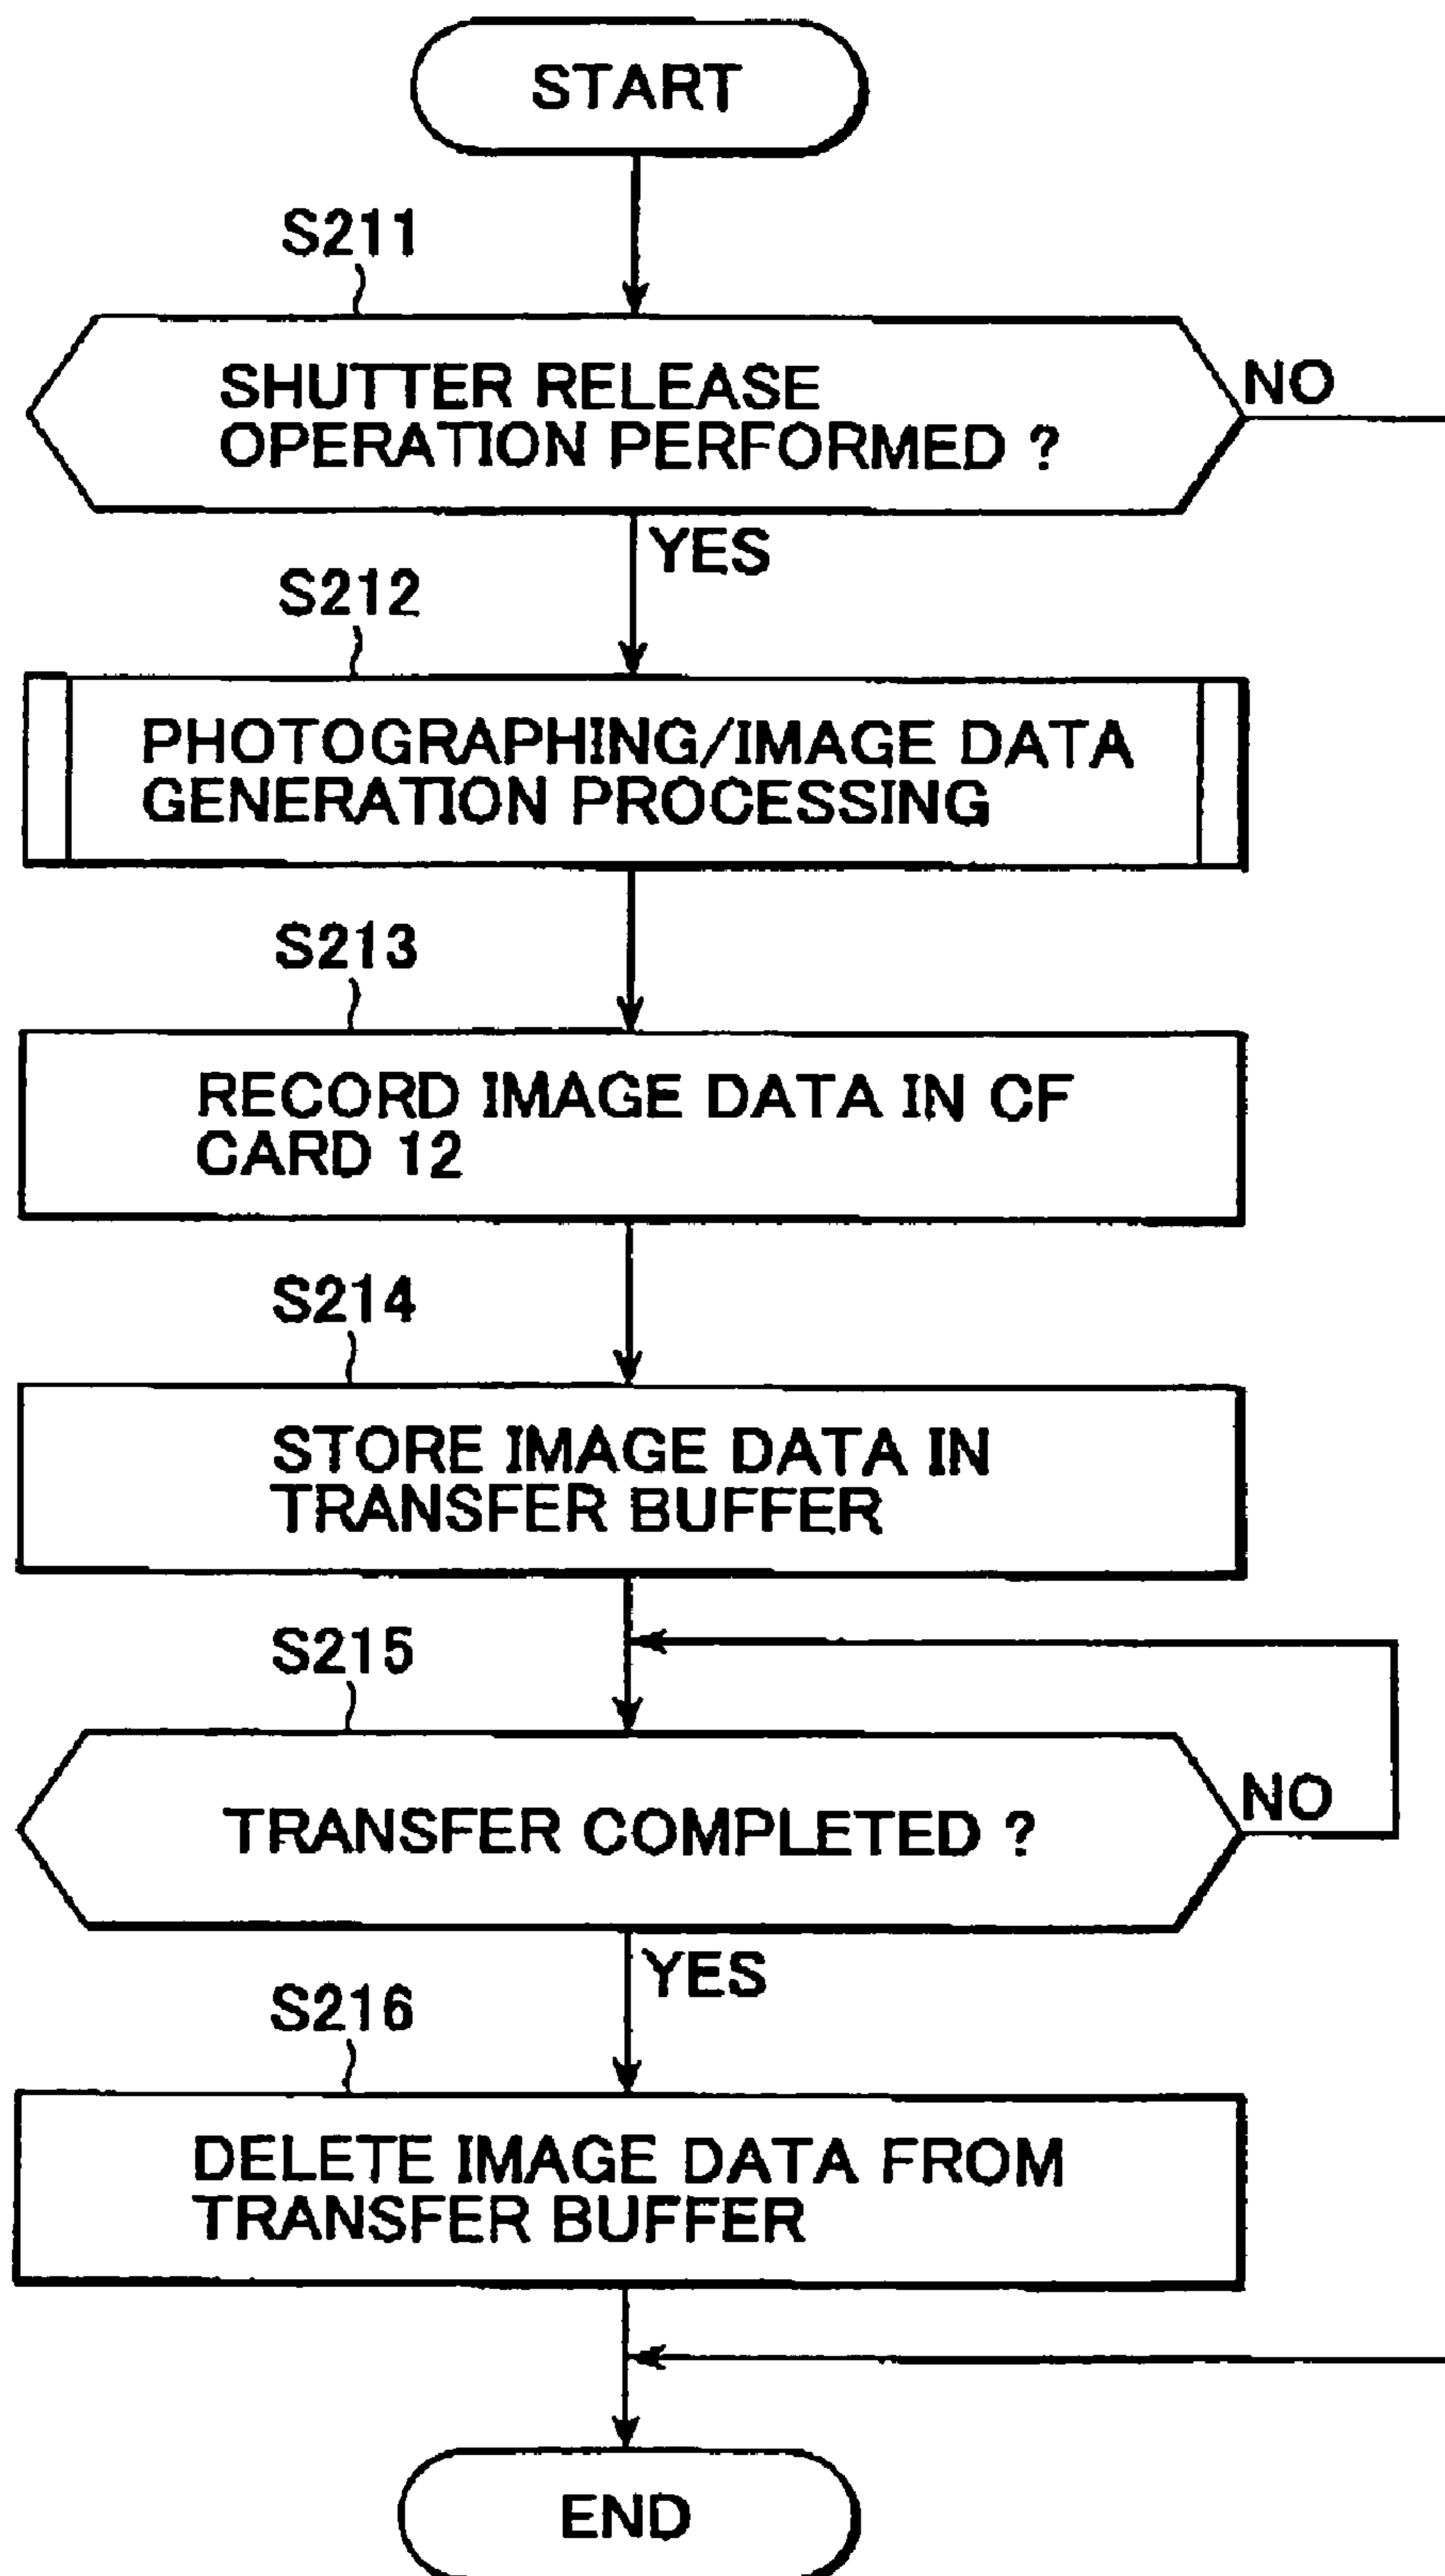 START
S211
SHUTTER RELEASE
OPERATION PERFORMED ?
NO
YES
S212
PHOTOGRAPHING/IMAGE DATA
GENERATION PROCESSING
S213
RECORD IMAGE DATA IN CF
CARD 12
S214
STORE IMAGE DATA IN
TRANSFER BUFFER
S215
TRANSFER COMPLETED ?
NO
YES
S216
DELETE IMAGE DATA FROM
TRANSFER BUFFER
END